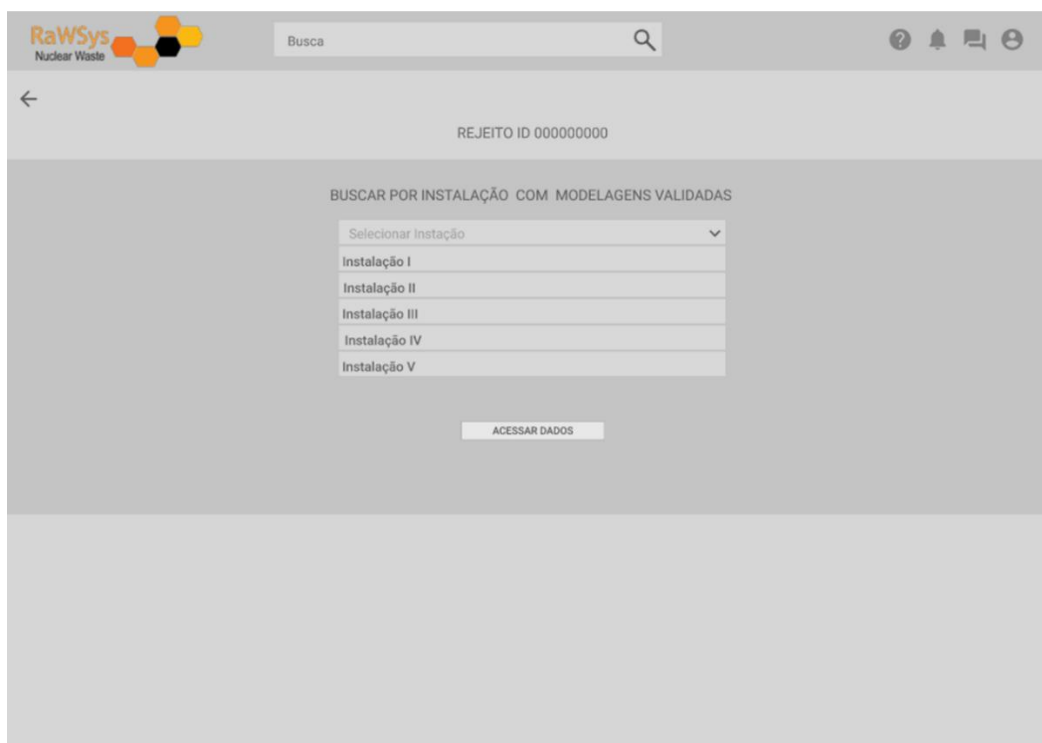 RaWSys
Nuclear Waste
Busca
REJEITO ID 000000000
BUSCAR POR INSTALAÇÃO COM MODELAGENS VALIDADAS
Selecionar Instação
Instalação I
Instalação II
Instalação III
Instalação IV
Instalação V
ACESSAR DADOS